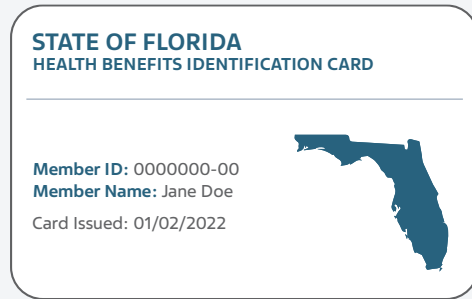 STATE OF FLORIDA
HEALTH BENEFITS IDENTIFICATION CARD
Member ID: 0000000-00
Member Name: Jane Doe
Card Issued: 01/02/2022